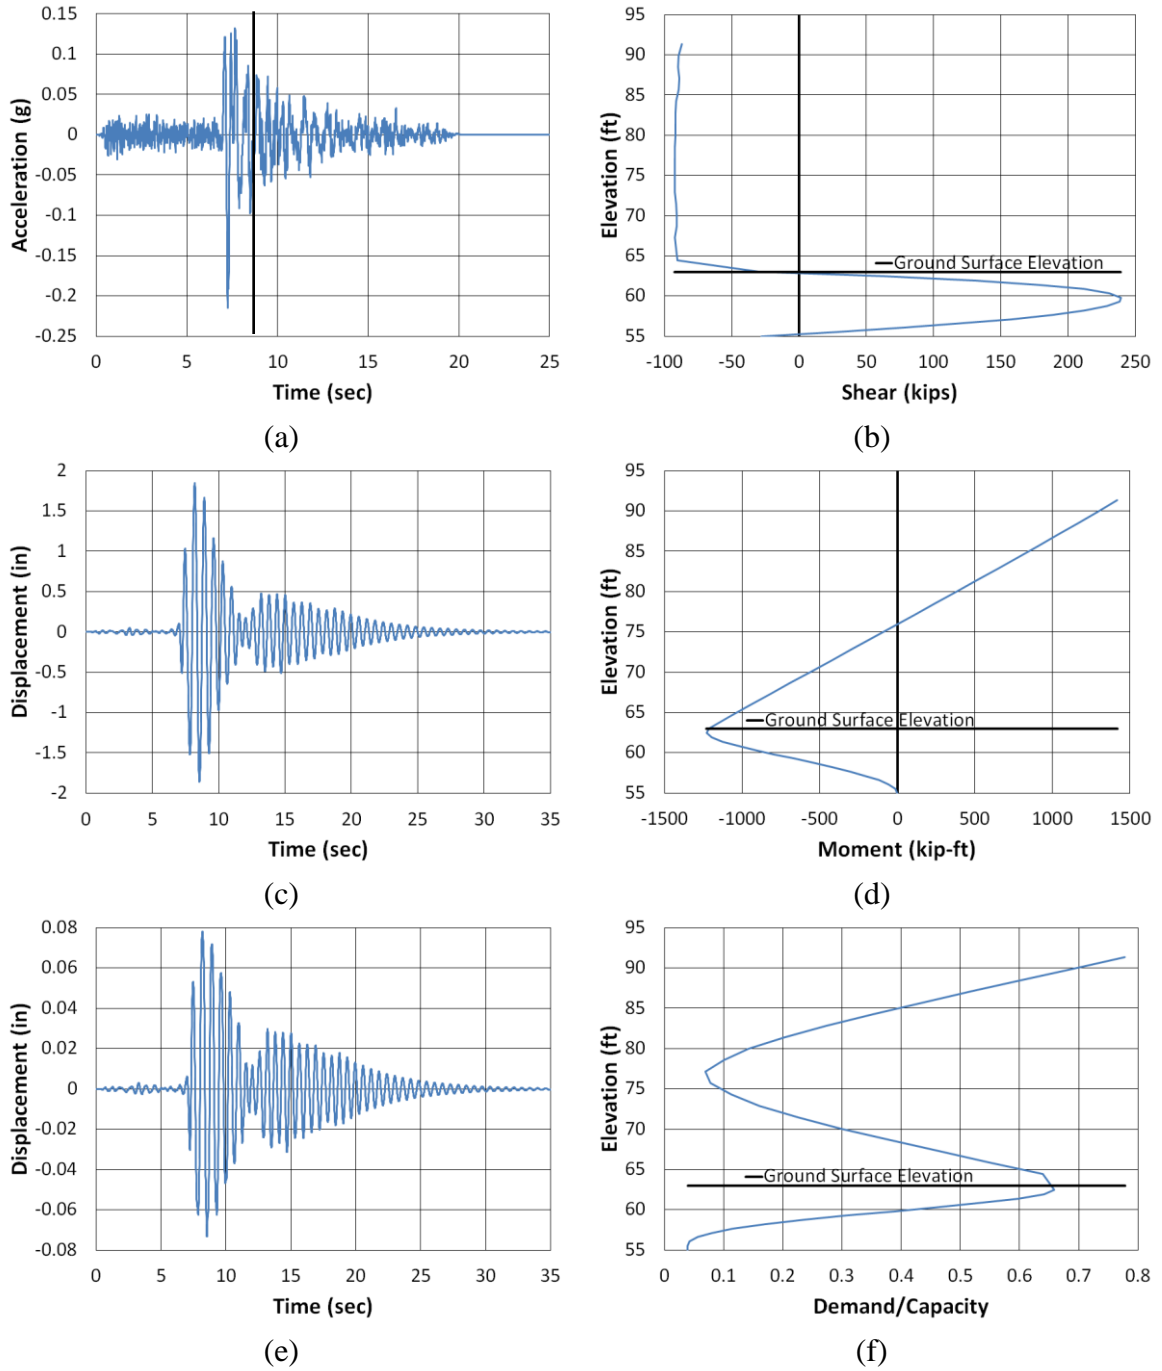 0.15
0.1
0.05
0
-0.05
-0.1
-0.15
-0.2
-0.25
Acceleration (g)
0 5 10 15 20 25
Time (sec)
(a)
95
90
85
80
75
70
65
60
55
Elevation (ft)
Ground Surface Elevation
-100 -50 0 50 100 150 200 250
Shear (kips)
(b)
2
1.5
1
0.5
0
-0.5
-1
-1.5
-2
Displacement (in)
0 5 10 15 20 25 30 35
Time (sec)
(c)
95
90
85
80
75
70
65
60
55
Elevation (ft)
Ground Surface Elevation
-1500 -1000 -500 0 500 1000 1500
Moment (kip-ft)
(d)
0.08
0.06
0.04
0.02
0
-0.02
-0.04
-0.06
-0.08
Displacement (in)
0 5 10 15 20 25 30 35
Time (sec)
(e)
95
90
85
80
75
70
65
60
55
Elevation (ft)
Ground Surface Elevation
0 0.1 0.2 0.3 0.4 0.5 0.6 0.7 0.8
Demand/Capacity
(f)